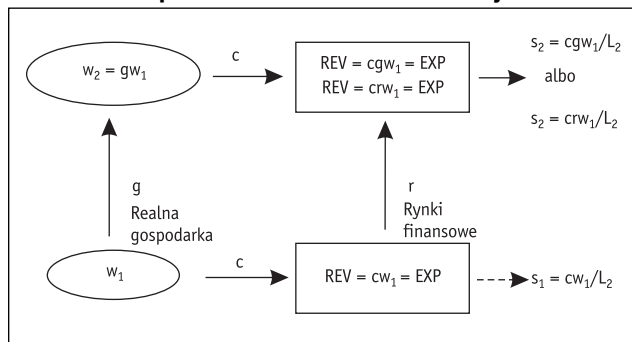 w₂ = gw₁
c
REV = cgw₁ = EXP
REV = crw₁ = EXP
s₂ = cgw₁/L₂
albo
s₂ = crw₁/L₂
g
Realna
gospodarka
r
Rynki
finansowe
w₁
c
REV = cw₁ = EXP
s₁ = cw₁/L₂